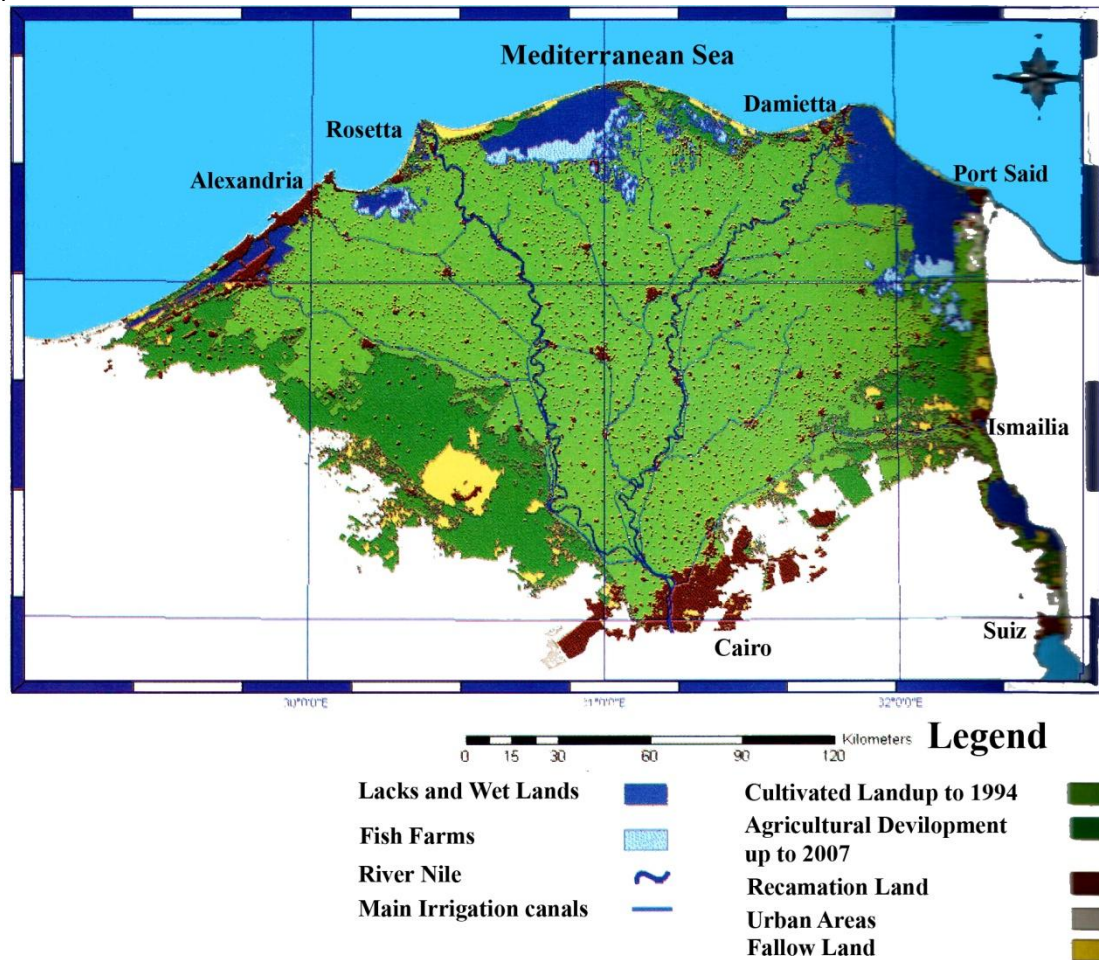 Mediterranean Sea
Damietta
Rosetta
Alexandria
Port Said
Ismailia
Suiz
Cairo
30°0'0"E
31°0'0"E
32°0'0"E
0 15 30 60 90 120 Kilometers
Legend
Lacks and Wet Lands
Fish Farms
River Nile
Main Irrigation canals
Cultivated Landup to 1994
Agricultural Devilopment
up to 2007
Recamation Land
Urban Areas
Fallow Land